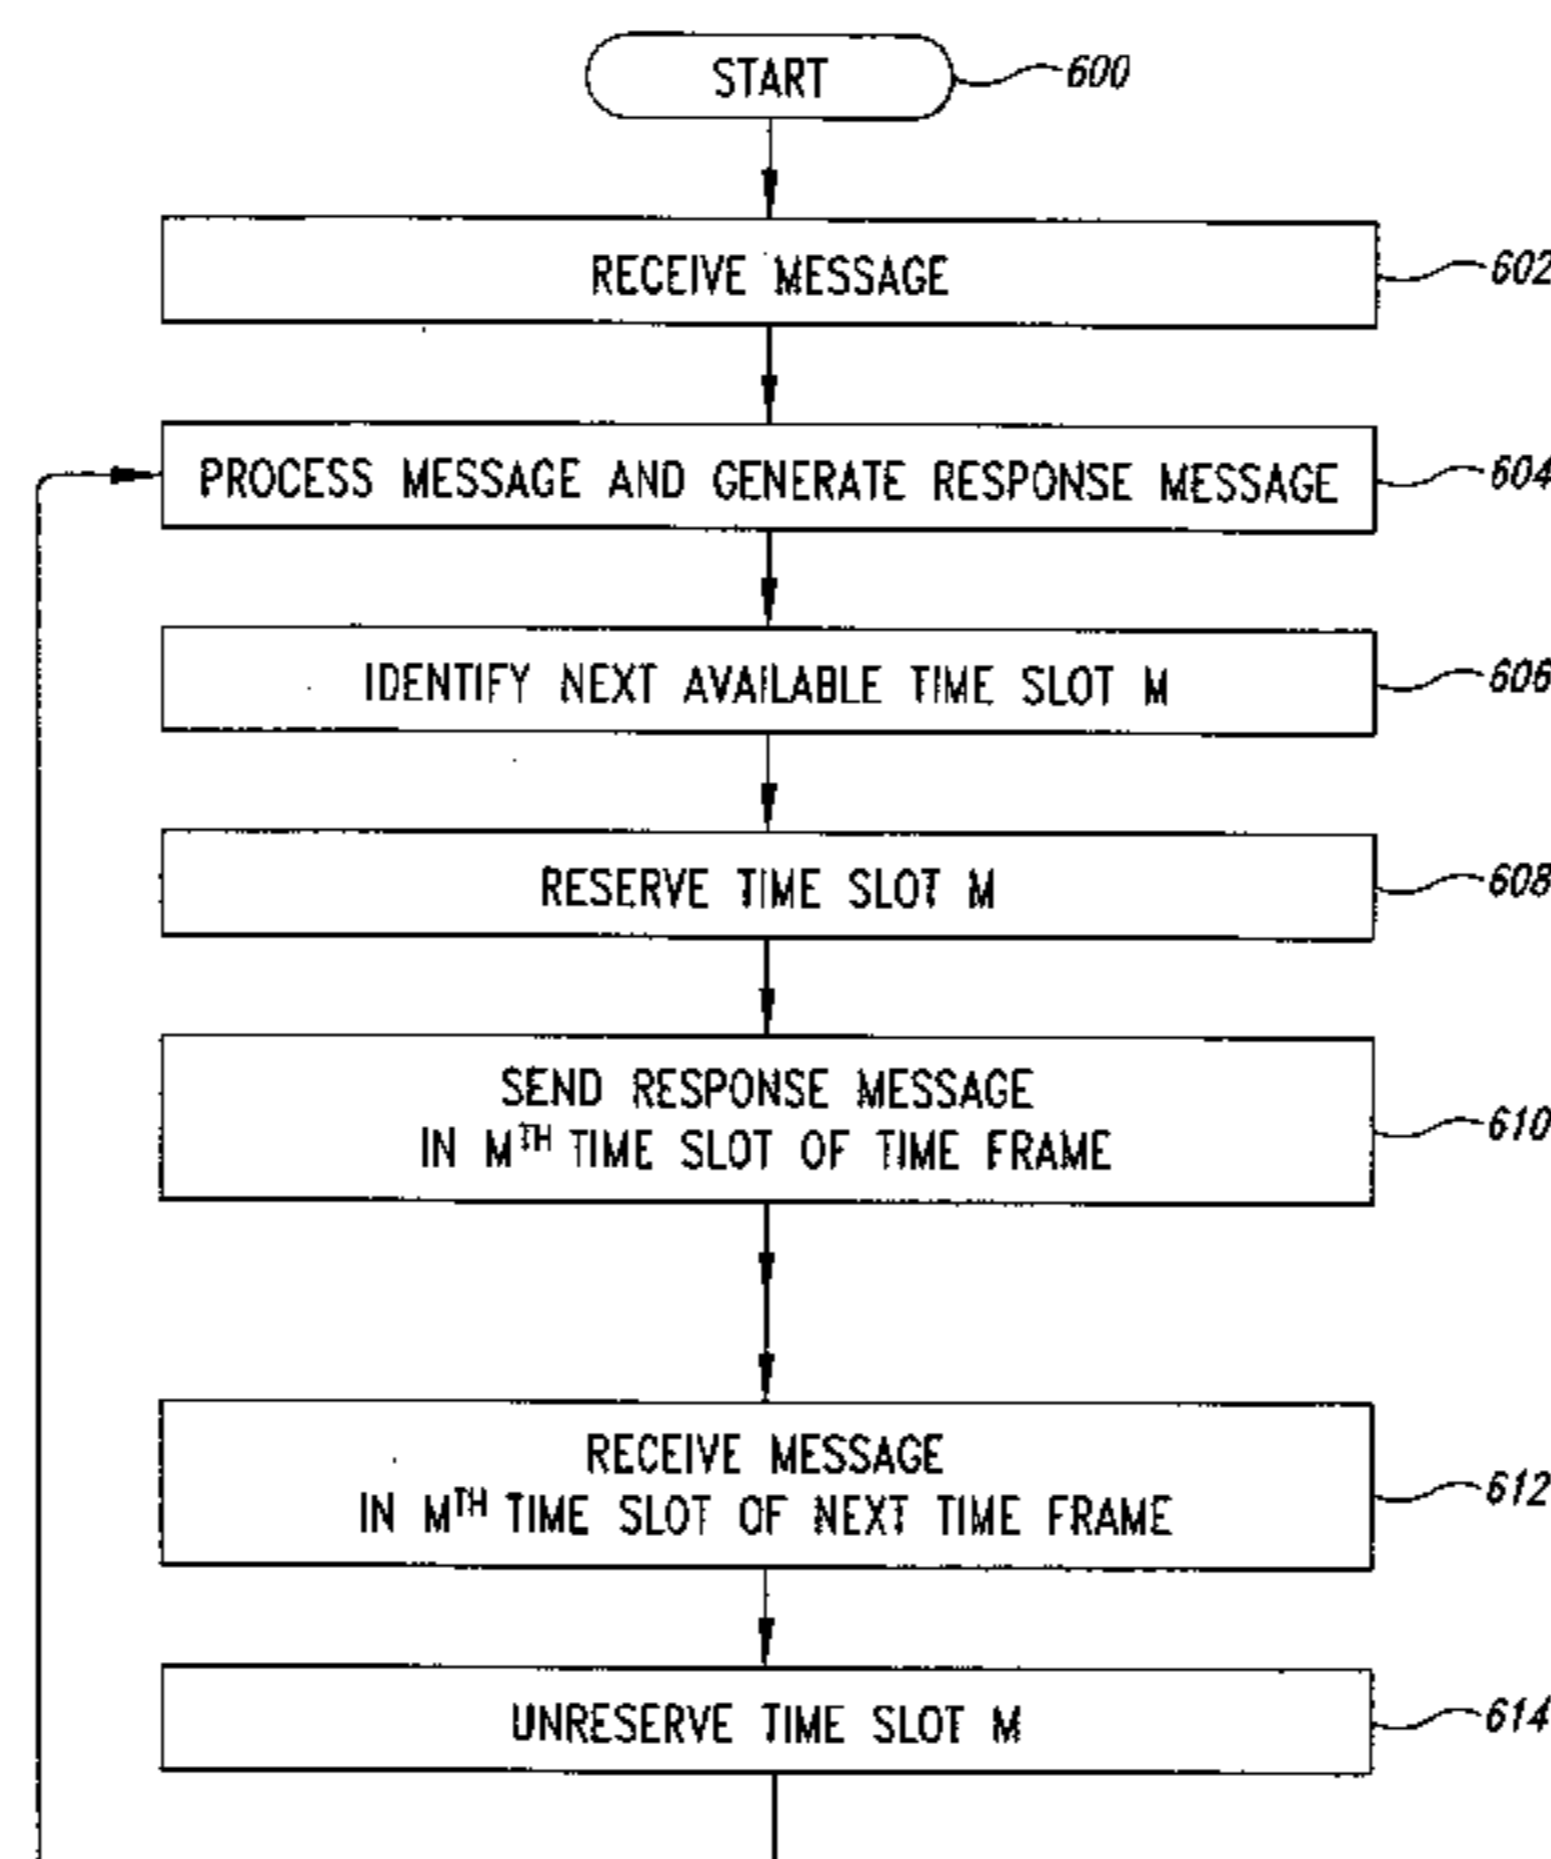 START
600
RECEIVE MESSAGE
602
PROCESS MESSAGE AND GENERATE RESPONSE MESSAGE
604
IDENTIFY NEXT AVAILABLE TIME SLOT M
606
RESERVE TIME SLOT M
608
SEND RESPONSE MESSAGE
IN MTH TIME SLOT OF TIME FRAME
610
RECEIVE MESSAGE
IN MTH TIME SLOT OF NEXT TIME FRAME
612
UNRESERVE TIME SLOT M
614